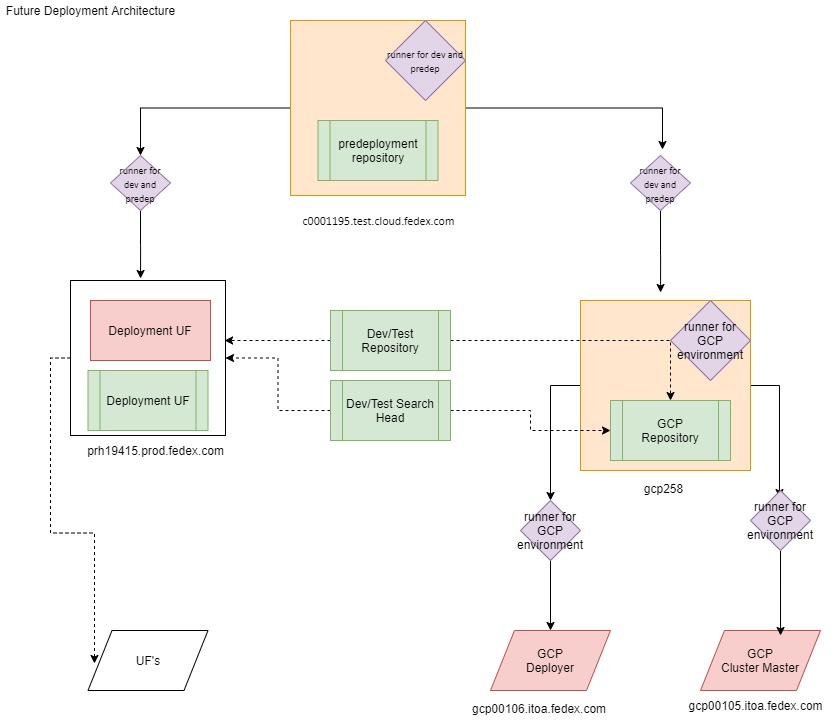 Future Deployment Architecture
runner for dev and
predep
predeployment
repository
c0001195.test.cloud.fedex.com
runner for
dev and
predep
runner for
dev and
predep
Deployment UF
Deployment UF
prh19415.prod.fedex.com
Dev/Test
Repository
Dev/Test Search
Head
runner for
GCP
environment
GCP
Repository
gcp258
runner for
GCP
environment
runner for
GCP
environment
UF's
GCP
Deployer
gcp00106.itoa.fedex.com
GCP
Cluster Master
gcp00105.itoa.fedex.com